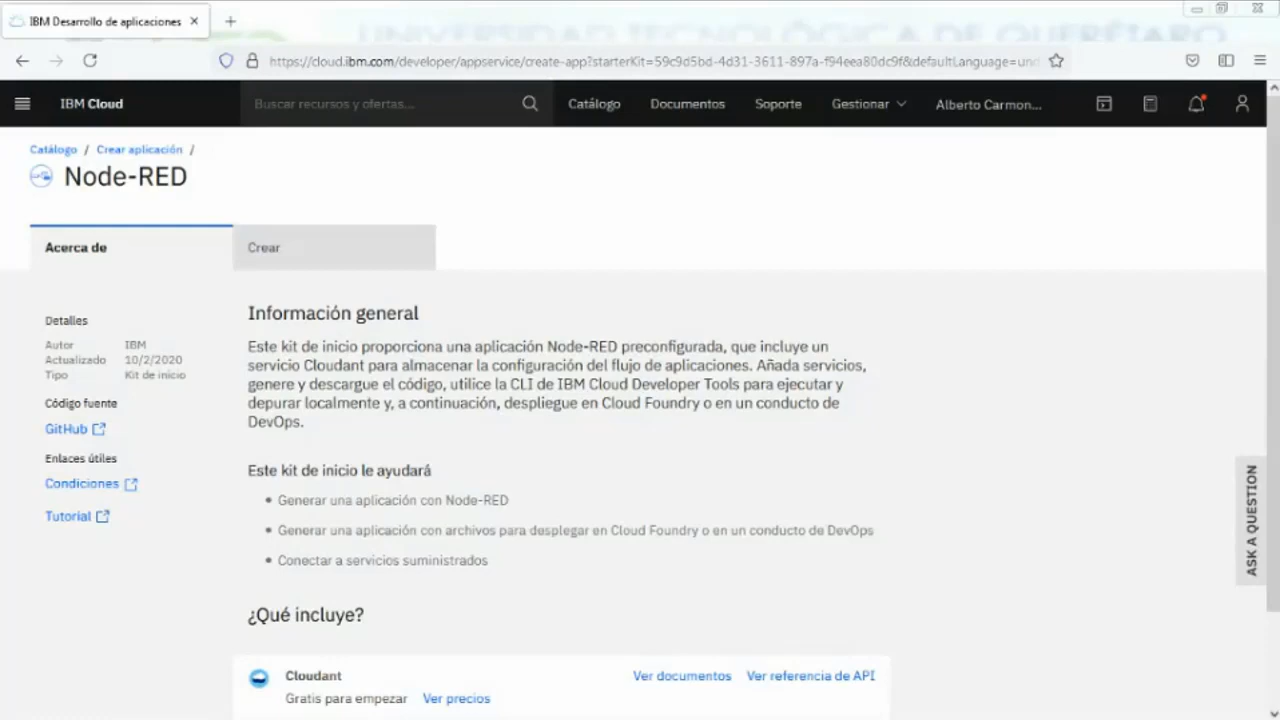 IBM Desarrollo de aplicaciones
UNIVERSIDAD TECNOLÓGICA DE QUERÉTARO
https://cloud.ibm.com/developer/appservice/create-app?starterKit=59c9d5bd-4d31-3611-897a-f94eea80dc9f&defaultLanguage=und
IBM Cloud
Buscar recursos y ofertas...
Catálogo
Documentos
Soporte
Gestionar
Alberto Carmon...
Catálogo / Crear aplicación /
Node-RED
Acerca de
Crear
Detalles
Autor IBM
Actualizado 10/2/2020
Tipo Kit de inicio
Código fuente
GitHub
Enlaces útiles
Condiciones
Tutorial
Información general
Este kit de inicio proporciona una aplicación Node-RED preconfigurada, que incluye un
servicio Cloudant para almacenar la configuración del flujo de aplicaciones. Añada servicios,
genere y descargue el código, utilice la CLI de IBM Cloud Developer Tools para ejecutar y
depurar localmente y, a continuación, despliegue en Cloud Foundry o en un conducto de
DevOps.
Este kit de inicio le ayudará
• Generar una aplicación con Node-RED
• Generar una aplicación con archivos para desplegar en Cloud Foundry o en un conducto de DevOps
• Conectar a servicios suministrados
¿Qué incluye?
Cloudant
Ver documentos
Ver referencia de API
Gratis para empezar
Ver precios
ASK A QUESTION